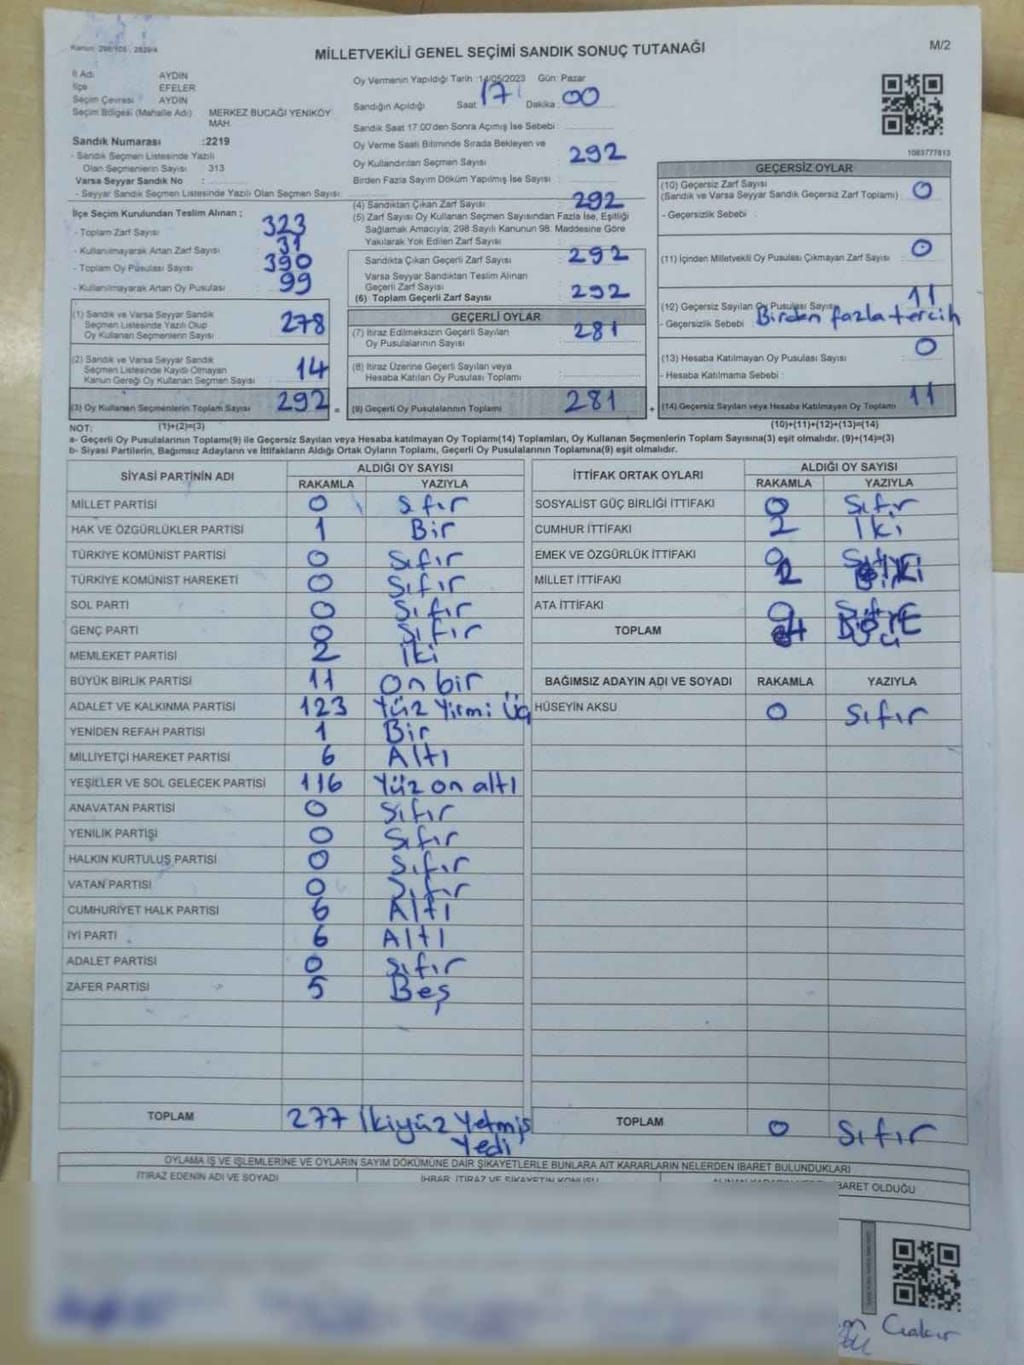 Kanun: 298/105, 2839/4
MİLLETVEKİLİ GENEL SEÇİMİ SANDIK SONUÇ TUTANAĞI
M/2
İl Adı AYDIN
İlçe EFELER
Seçim Çevresi AYDIN
Seçim Bölgesi (Mahalle Adı) MERKEZ BUCAĞI YENİKÖY MAH.
Sandık Numarası :2219
- Sandık Seçmen Listesinde Yazılı
Olan Seçmenlerin Sayısı 313
Varsa Seyyar Sandık No :
- Seyyar Sandık Seçmen Listesinde Yazılı Olan Seçmen Sayısı:
İlçe Seçim Kurulundan Teslim Alınan ;
- Toplam Zarf Sayısı 323
- Kullanılmayarak Artan Zarf Sayısı 31
- Toplam Oy Pusulası Sayısı 390
- Kullanılmayarak Artan Oy Pusulası 99
(1) Sandık ve Varsa Seyyar Sandık
Seçmen Listesinde Yazılı Olup
Oy Kullanan Seçmenlerin Sayısı 278
(2) Sandık ve Varsa Seyyar Sandık
Seçmen Listesinde Kaydı Olmayan
Kanun Gereği Oy Kullanan Seçmen Sayısı 14
(3) Oy Kullanan Seçmenlerin Toplam Sayısı 292 =
(1)+(2)=(3)
Oy Vermenin Yapıldığı Tarih :14/05/2023 Gün: Pazar
Sandığın Açıldığı Saat 17 Dakika : 00
Sandık Saat 17:00'den Sonra Açılmış İse Sebebi :
Oy Verme Saati Bitiminde Sırada Bekleyen ve
Oy Kullandırılan Seçmen Sayısı 292
Birden Fazla Sayım Döküm Yapılmış İse Sayısı :
(4) Sandıktan Çıkan Zarf Sayısı 292
(5) Zarf Sayısı Oy Kullanan Seçmen Sayısından Fazla İse, Eşitliği
Sağlamak Amacıyla, 298 Sayılı Kanunun 98. Maddesine Göre
Yakılarak Yok Edilen Zarf Sayısı
Sandıkta Çıkan Geçerli Zarf Sayısı 292
Varsa Seyyar Sandıktan Teslim Alınan
Geçerli Zarf Sayısı
(6) Toplam Geçerli Zarf Sayısı 292
GEÇERLİ OYLAR
(7) İtiraz Edilmeksizin Geçerli Sayılan
Oy Pusulalarının Sayısı 281
(8) İtiraz Üzerine Geçerli Sayılan veya
Hesaba Katılan Oy Pusulası Toplamı
(9) Geçerli Oy Pusulalarının Toplamı 281 +
1083777813
GEÇERSİZ OYLAR
(10) Geçersiz Zarf Sayısı
(Sandık ve Varsa Seyyar Sandık Geçersiz Zarf Toplamı) 0
- Geçersizlik Sebebi :
(11) İçinden Milletvekili Oy Pusulası Çıkmayan Zarf Sayısı 0
(12) Geçersiz Sayılan Oy Pusulası Sayısı 11
- Geçersizlik Sebebi : Birden fazla tercih
(13) Hesaba Katılmayan Oy Pusulası Sayısı 0
- Hesaba Katılmama Sebebi :
(14) Geçersiz Sayılan veya Hesaba Katılmayan Oy Toplamı 11
(10)+(11)+(12)+(13)=(14)
NOT:
a- Geçerli Oy Pusulalarının Toplamı(9) ile Geçersiz Sayılan veya Hesaba katılmayan Oy Toplamı(14) Toplamları, Oy Kullanan Seçmenlerin Toplam Sayısına(3) eşit olmalıdır. (9)+(14)=(3)
b- Siyasi Partilerin, Bağımsız Adayların ve İttifakların Aldığı Ortak Oyların Toplamı, Geçerli Oy Pusulalarının Toplamına(9) eşit olmalıdır.
SİYASİ PARTİNİN ADI ALDIĞI OY SAYISI
RAKAMLA YAZIYLA
MİLLET PARTİSİ 0 Sıfır
HAK VE ÖZGÜRLÜKLER PARTİSİ 1 Bir
TÜRKİYE KOMÜNİST PARTİSİ 0 Sıfır
TÜRKİYE KOMÜNİST HAREKETİ 0 Sıfır
SOL PARTİ 0 Sıfır
GENÇ PARTİ 0 Sıfır
MEMLEKET PARTİSİ 2 İki
BÜYÜK BİRLİK PARTİSİ 11 on bir
ADALET VE KALKINMA PARTİSİ 123 Yüz Yirmi Üç
YENİDEN REFAH PARTİSİ 1 Bir
MİLLİYETÇİ HAREKET PARTİSİ 6 Altı
YEŞİLLER VE SOL GELECEK PARTİSİ 116 Yüz on altı
ANAVATAN PARTİSİ 0 Sıfır
YENİLİK PARTİSİ 0 Sıfır
HALKIN KURTULUŞ PARTİSİ 0 Sıfır
VATAN PARTİSİ 0 Sıfır
CUMHURİYET HALK PARTİSİ 6 Altı
İYİ PARTİ 6 Altı
ADALET PARTİSİ 0 Sıfır
ZAFER PARTİSİ 5 Beş
TOPLAM 277 İkiyüz Yetmiş Yedi
İTTİFAK ORTAK OYLARI ALDIĞI OY SAYISI
RAKAMLA YAZIYLA
SOSYALİST GÜÇ BİRLİĞİ İTTİFAKI 0 Sıfır
CUMHUR İTTİFAKI 2 İki
EMEK VE ÖZGÜRLÜK İTTİFAKI 0 Sıfır
MİLLET İTTİFAKI 2 İki
ATA İTTİFAKI 0 Sıfır
TOPLAM 4
BAĞIMSIZ ADAYIN ADI VE SOYADI RAKAMLA YAZIYLA
HÜSEYİN AKSU 0 Sıfır
TOPLAM 0 Sıfır
OYLAMA İŞ VE İŞLEMLERİNE VE OYLARIN SAYIM DÖKÜMÜNE DAİR ŞİKAYETLERLE BUNLARA AİT KARARLARIN NELERDEN İBARET BULUNDUKLARI
İTİRAZ EDENİN ADI VE SOYADI İHBAR, İTİRAZ VE ŞİKAYETİN KONUSU İBARET OLDUĞU